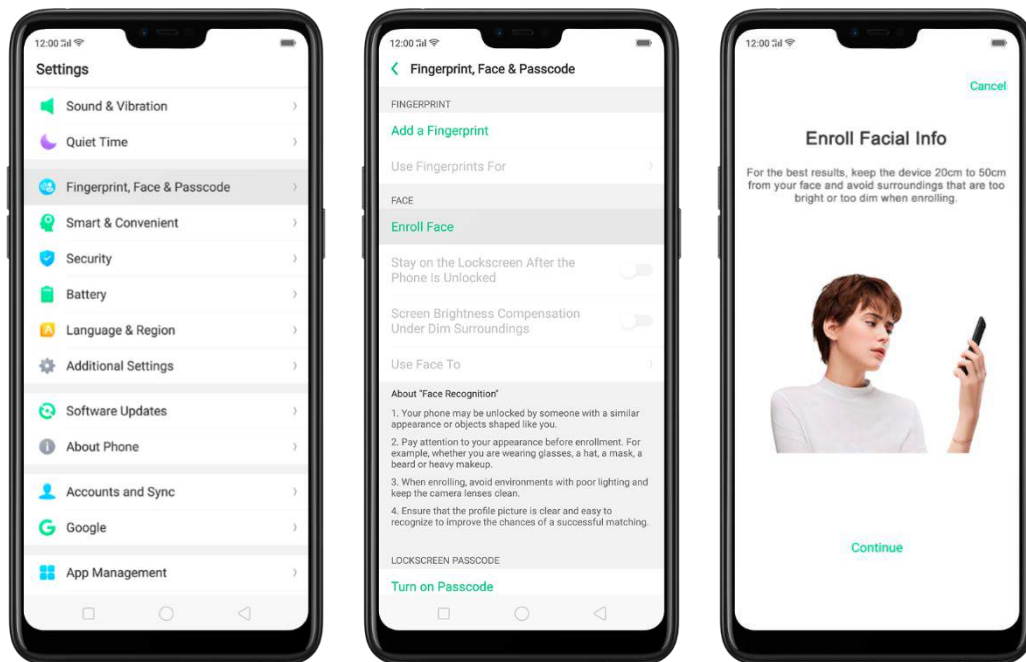 12:00
Settings
Sound & Vibration
Quiet Time
Fingerprint, Face & Passcode
Smart & Convenient
Security
Battery
Language & Region
Additional Settings
Software Updates
About Phone
Accounts and Sync
Google
App Management
12:00
Fingerprint, Face & Passcode
FINGERPRINT
Add a Fingerprint
Use Fingerprints For
FACE
Enroll Face
Stay on the Lockscreen After the
Phone Is Unlocked
Screen Brightness Compensation
Under Dim Surroundings
Use Face To
About "Face Recognition"
1. Your phone may be unlocked by someone with a similar
appearance or objects shaped like you.
2. Pay attention to your appearance before enrollment. For
example, whether you are wearing glasses, a hat, a mask, a
beard or heavy makeup.
3. When enrolling, avoid environments with poor lighting and
keep the camera lenses clean.
4. Ensure that the profile picture is clear and easy to
recognize to improve the chances of a successful matching.
LOCKSCREEN PASSCODE
Turn on Passcode
12:00
Cancel
Enroll Facial Info
For the best results, keep the device 20cm to 50cm
from your face and avoid surroundings that are too
bright or too dim when enrolling.
Continue